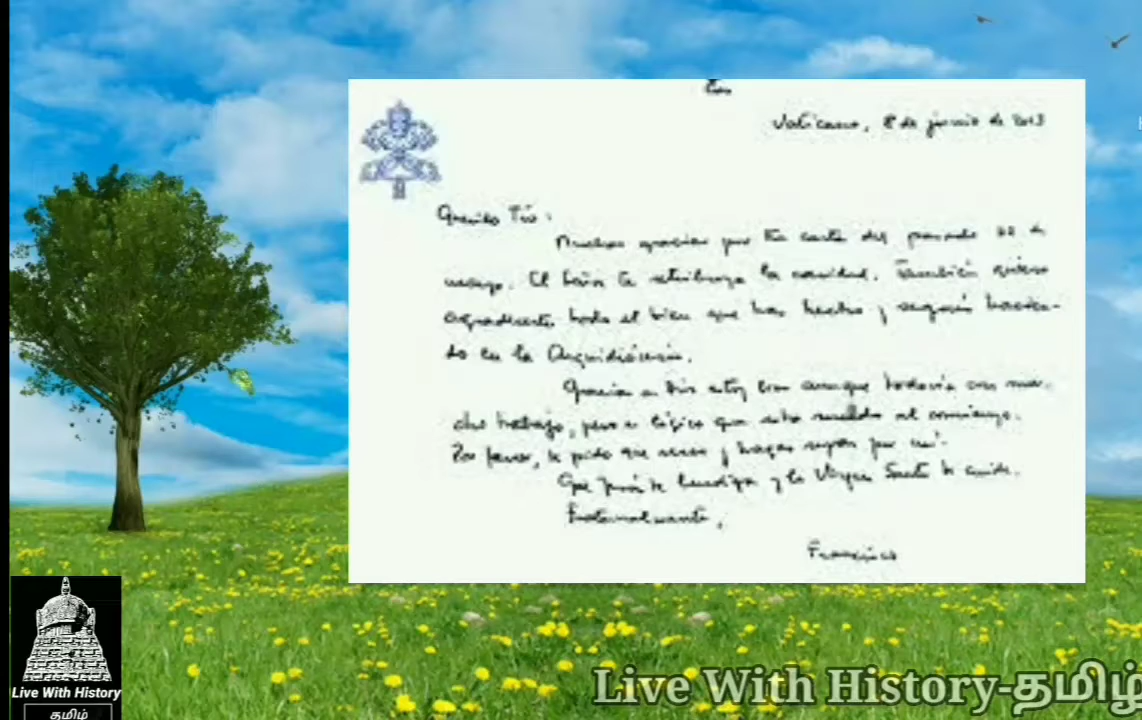 Vaticano, 8 de junio de 2013
Querido
Muchas gracias por tu carta del pasado de
mayo. El Señor te retribuya la caridad. También quiero
agradecerte todo el bien que has hecho y seguís hacien-
do en la Arquidiócesis.
Gracias a Dios estoy bien aunque todavía con mu-
cho trabajo, pero es lógico que esto suceda al comienzo.
Por favor, te pido que reces y hagas rezar por mí.
Que Jesús te bendiga y la Virgen Santa te cuide.
Fraternalmente,
Francisco
Live With History
தமிழ்
Live With History-தமிழ்